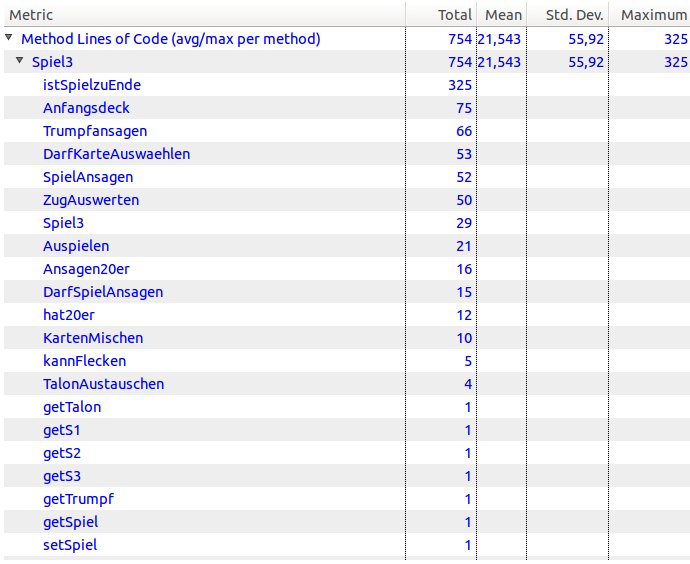 Metric Total Mean Std. Dev. Maximum
Method Lines of Code (avg/max per method) 754 21,543 55,92 325
Spiel3 754 21,543 55,92 325
istSpielzuEnde 325
Anfangsdeck 75
Trumpfansagen 66
DarfKarteAuswaehlen 53
SpielAnsagen 52
ZugAuswerten 50
Spiel3 29
Auspielen 21
Ansagen20er 16
DarfSpielAnsagen 15
hat20er 12
KartenMischen 10
kannFlecken 5
TalonAustauschen 4
getTalon 1
getS1 1
getS2 1
getS3 1
getTrumpf 1
getSpiel 1
setSpiel 1